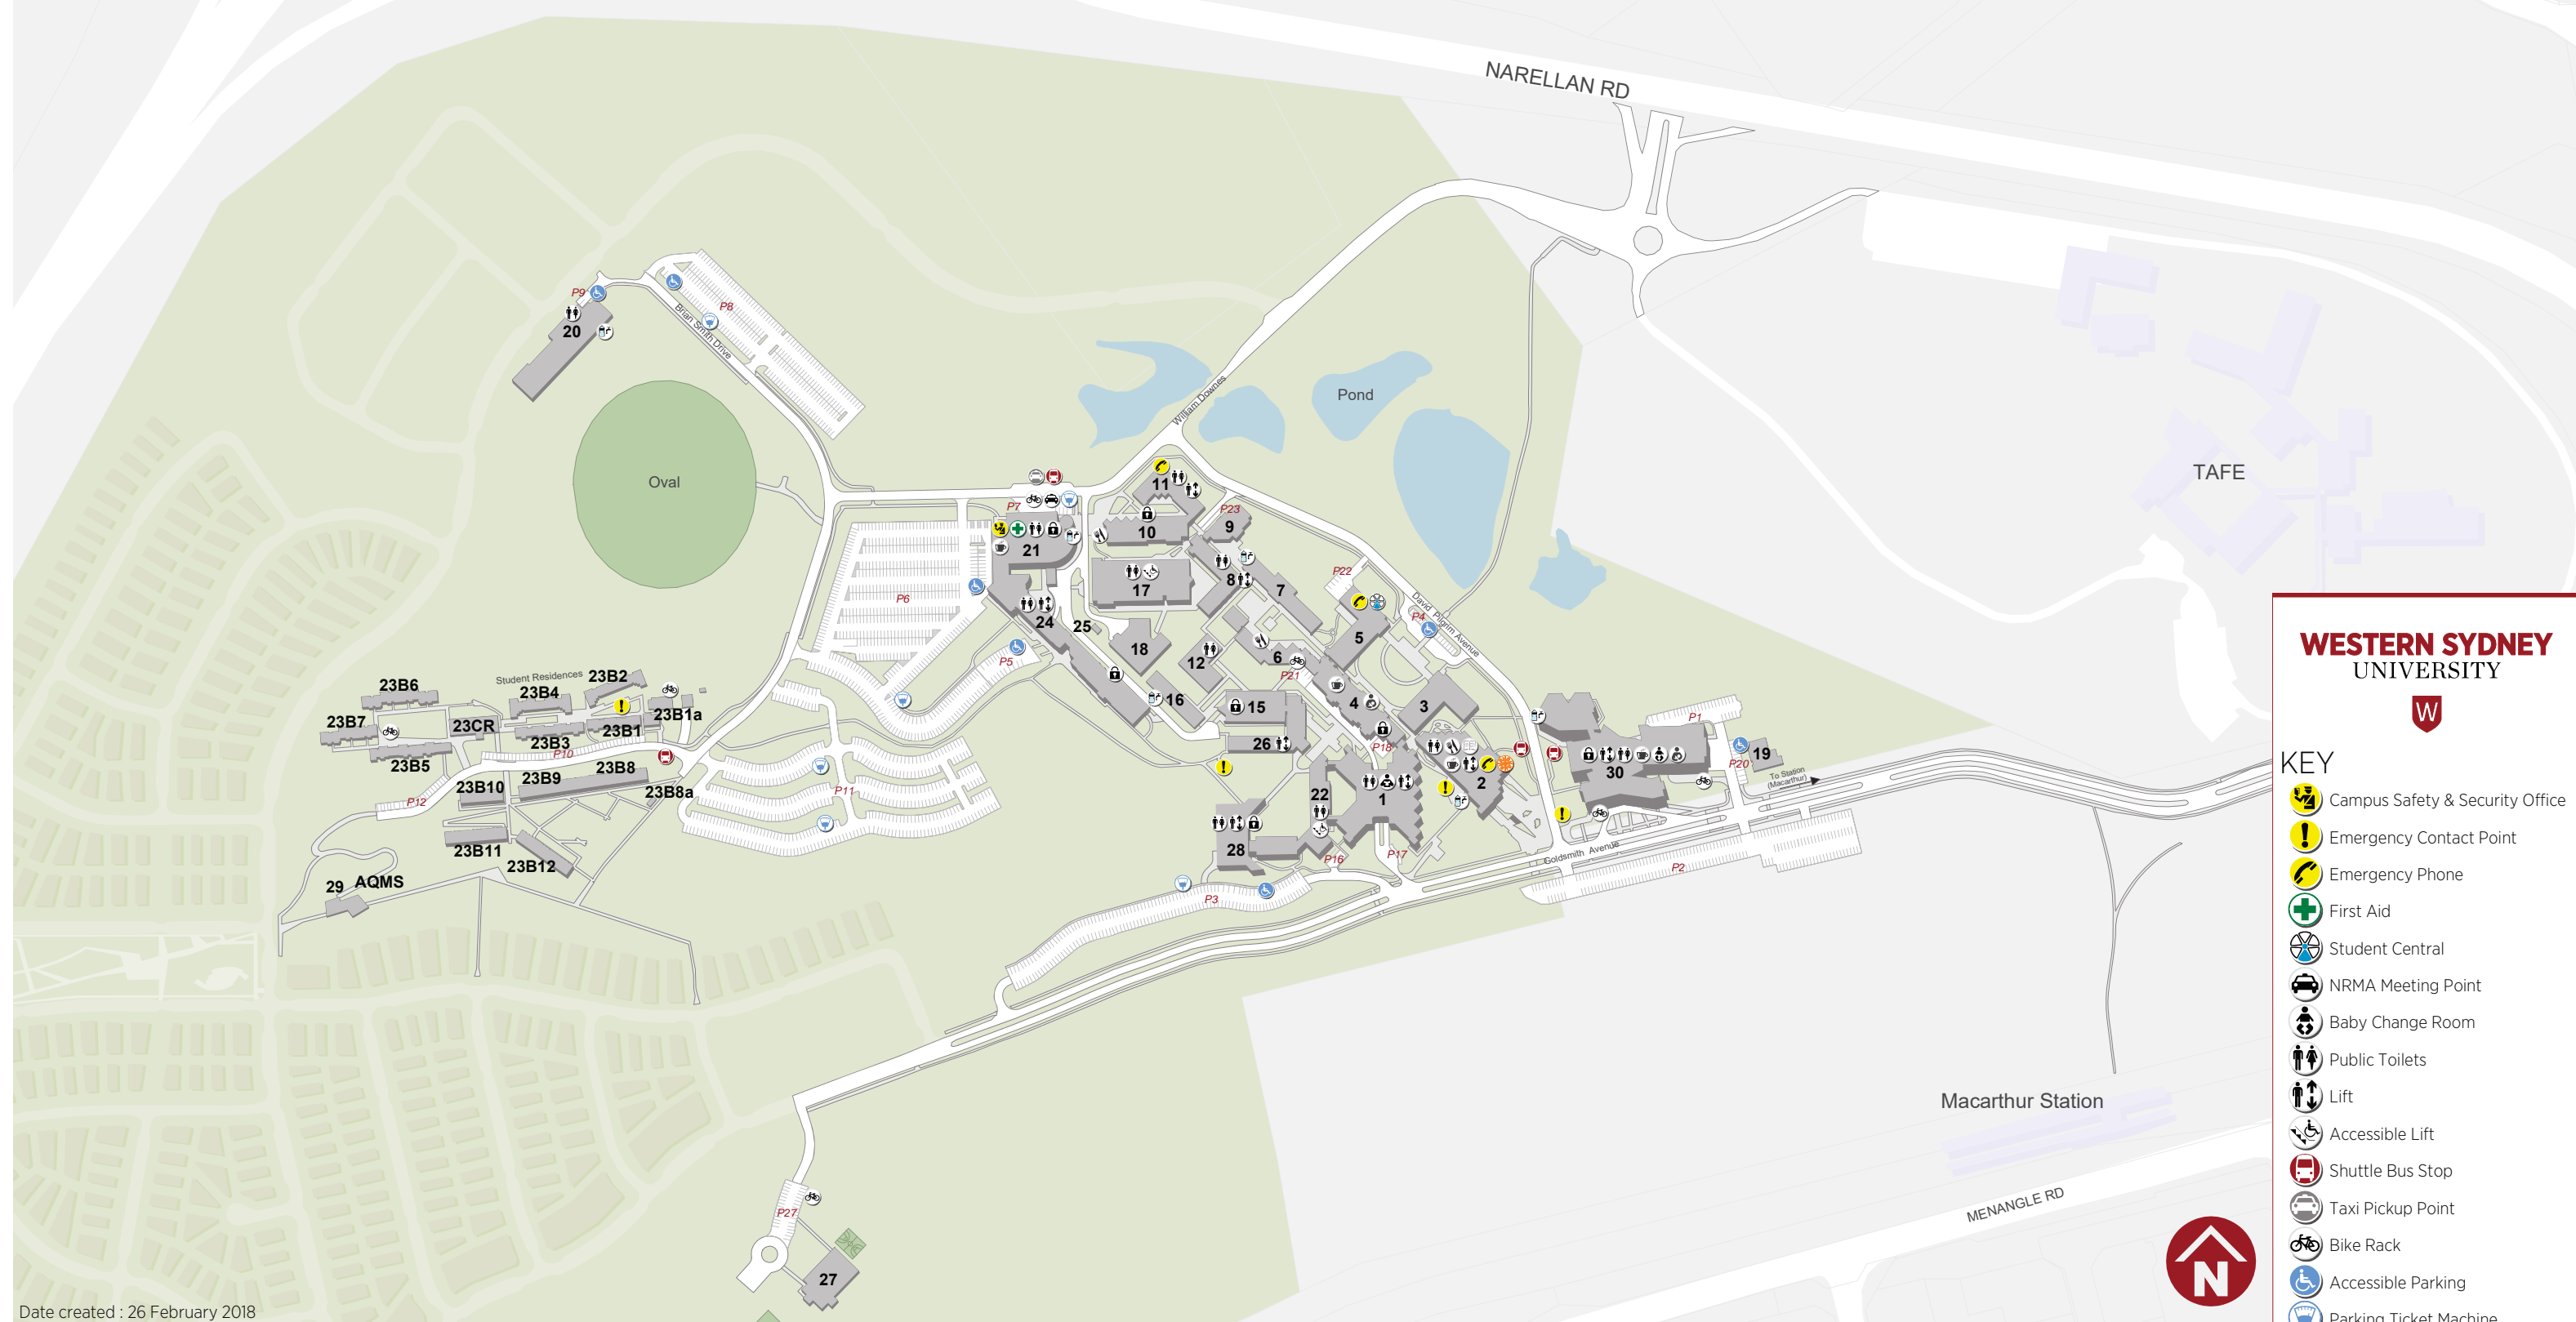 NARELLAN RD
P9
P8
20
Brian Smith Drive
William Downes
Pond
Oval
TAFE
11
P7
P23
10
9
21
P22
8
7
17
P6
David Pilgrim Avenue
P4
24
25
5
18
12
6
P5
P21
Student Residences
23B2
23B6
23B4
4
3
16
15
23B7
23CR
23B1a
23B1
P1
23B3
26
P18
P10
19
23B5
P20
23B8
30
23B9
To Station
(Macarthur)
23B10
23B8a
P11
22
2
1
P12
23B11
28
Goldsmith Avenue
P16
P17
23B12
P2
29
AQMS
P3
Macarthur Station
MENANGLE RD
P27
27
N
Date created : 26 February 2018
WESTERN SYDNEY
UNIVERSITY
W
KEY
Campus Safety & Security Office
Emergency Contact Point
Emergency Phone
First Aid
Student Central
NRMA Meeting Point
Baby Change Room
Public Toilets
Lift
Accessible Lift
Shuttle Bus Stop
Taxi Pickup Point
Bike Rack
Accessible Parking
Parking Ticket Machine